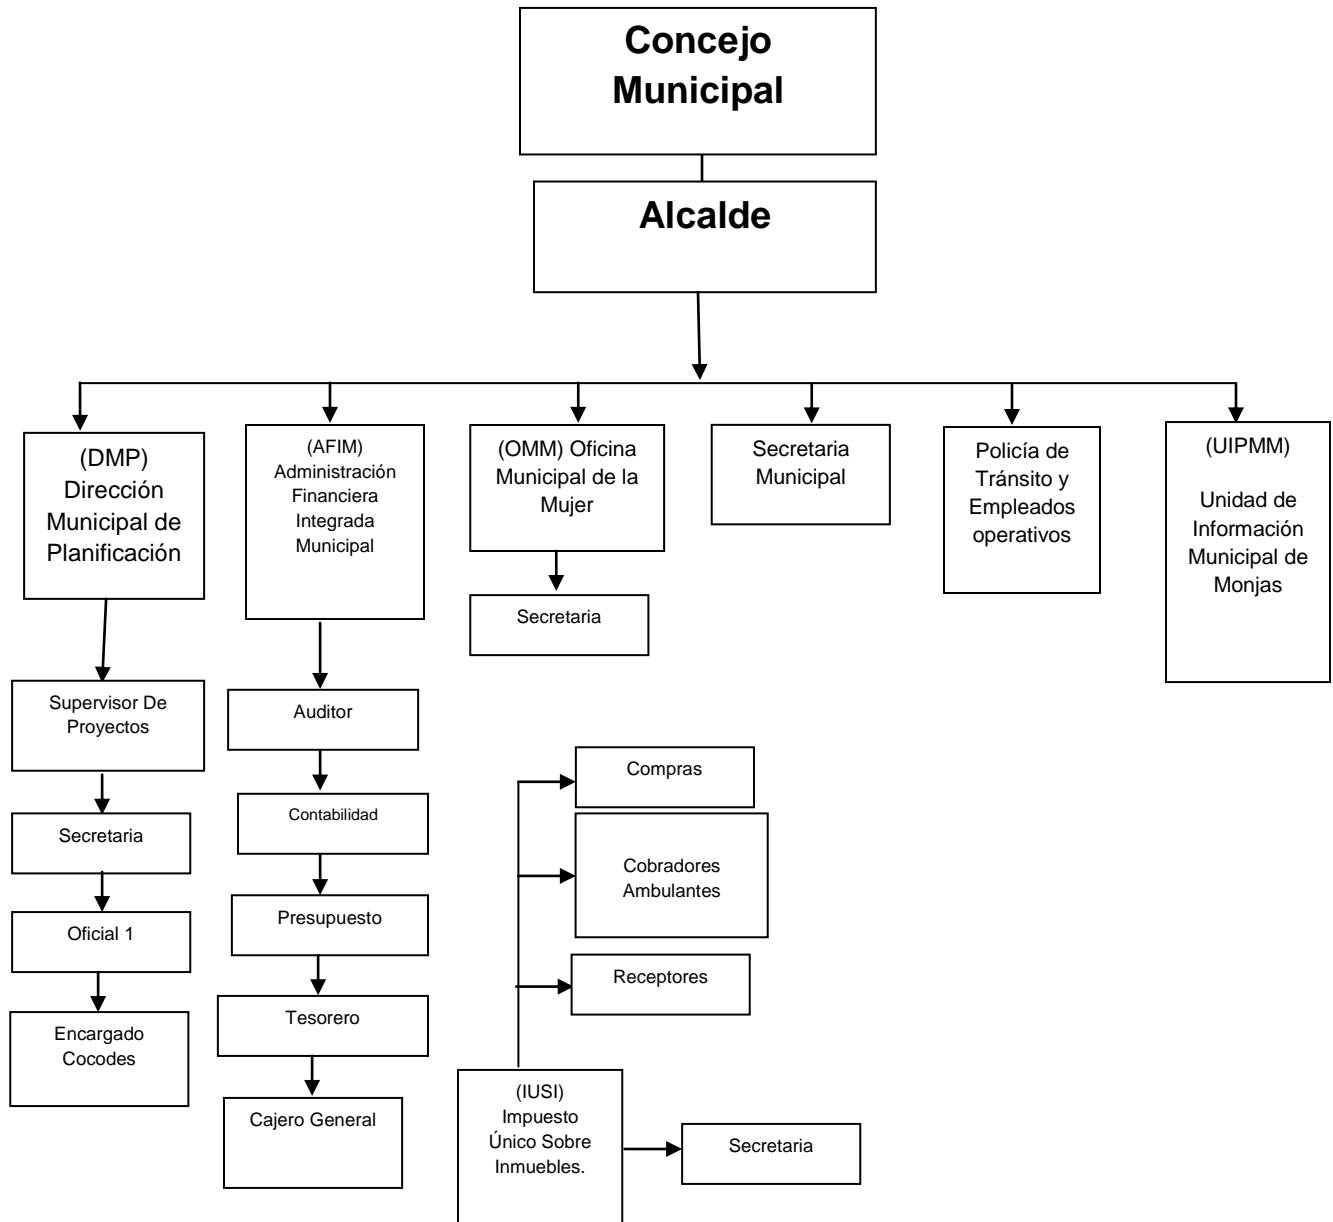 Concejo
Municipal
Alcalde
(DMP)
Dirección
Municipal de
Planificación
(AFIM)
Administración
Financiera
Integrada
Municipal
(OMM) Oficina
Municipal de la
Mujer
Secretaria
Municipal
Policía de
Tránsito y
Empleados
operativos
(UIPMM)
Unidad de
Información
Municipal de
Monjas
Secretaria
Supervisor De
Proyectos
Auditor
Compras
Contabilidad
Secretaria
Cobradores
Ambulantes
Presupuesto
Oficial 1
Receptores
Tesorero
Encargado
Cocodes
(IUSI)
Impuesto
Único Sobre
Inmuebles.
Cajero General
Secretaria